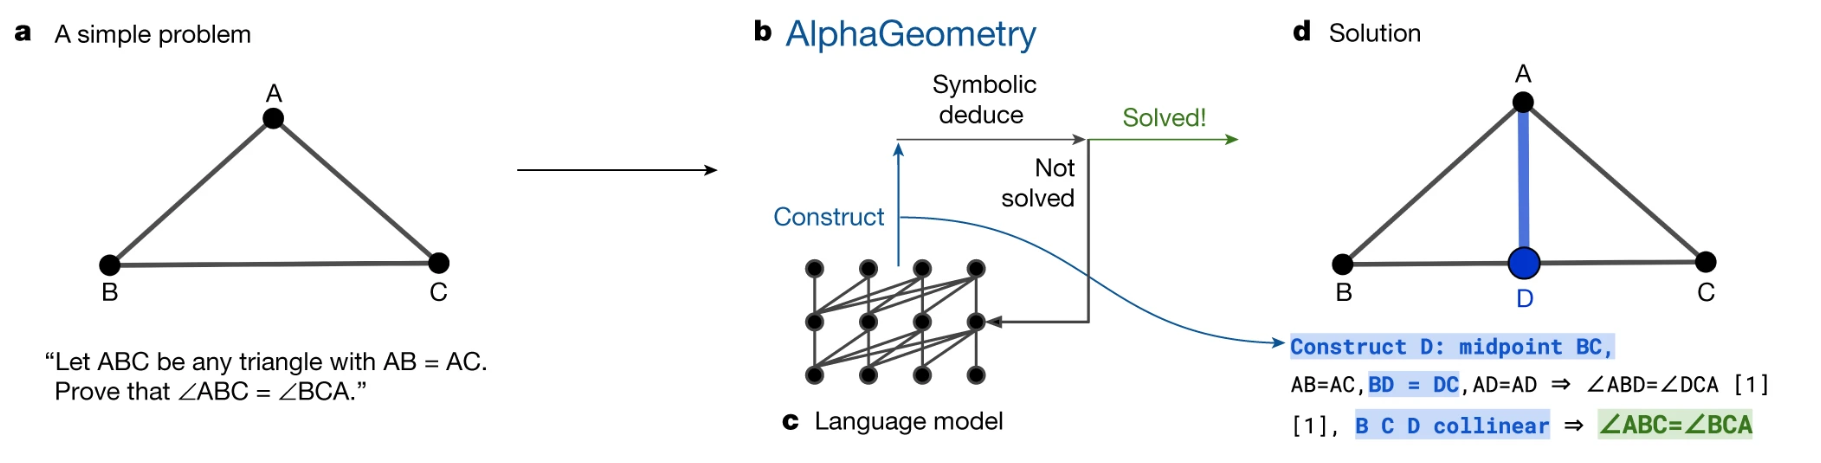 a A simple problem
A
B
C
“Let ABC be any triangle with AB = AC.
Prove that ∠ABC = ∠BCA.”
b AlphaGeometry
Symbolic
deduce
Solved!
Not
solved
Construct
c Language model
d Solution
A
B
D
C
Construct D: midpoint BC,
AB=AC, BD = DC, AD=AD ⇒ ∠ABD=∠DCA [1]
[1], B C D collinear ⇒ ∠ABC=∠BCA